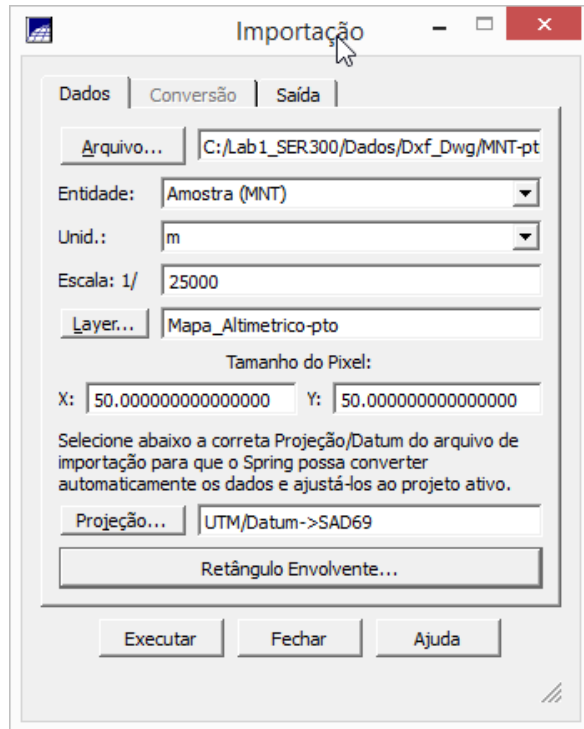 Importação
Dados Conversão Saída
Arquivo... C:/Lab1_SER300/Dados/Dxf_Dwg/MNT-pt
Entidade: Amostra (MNT)
Unid.: m
Escala: 1/ 25000
Layer... Mapa_Altimetrico-pto
Tamanho do Pixel:
X: 50.000000000000000 Y: 50.000000000000000
Selecione abaixo a correta Projeção/Datum do arquivo de
importação para que o Spring possa converter
automaticamente os dados e ajustá-los ao projeto ativo.
Projeção... UTM/Datum->SAD69
Retângulo Envolvente...
Executar Fechar Ajuda